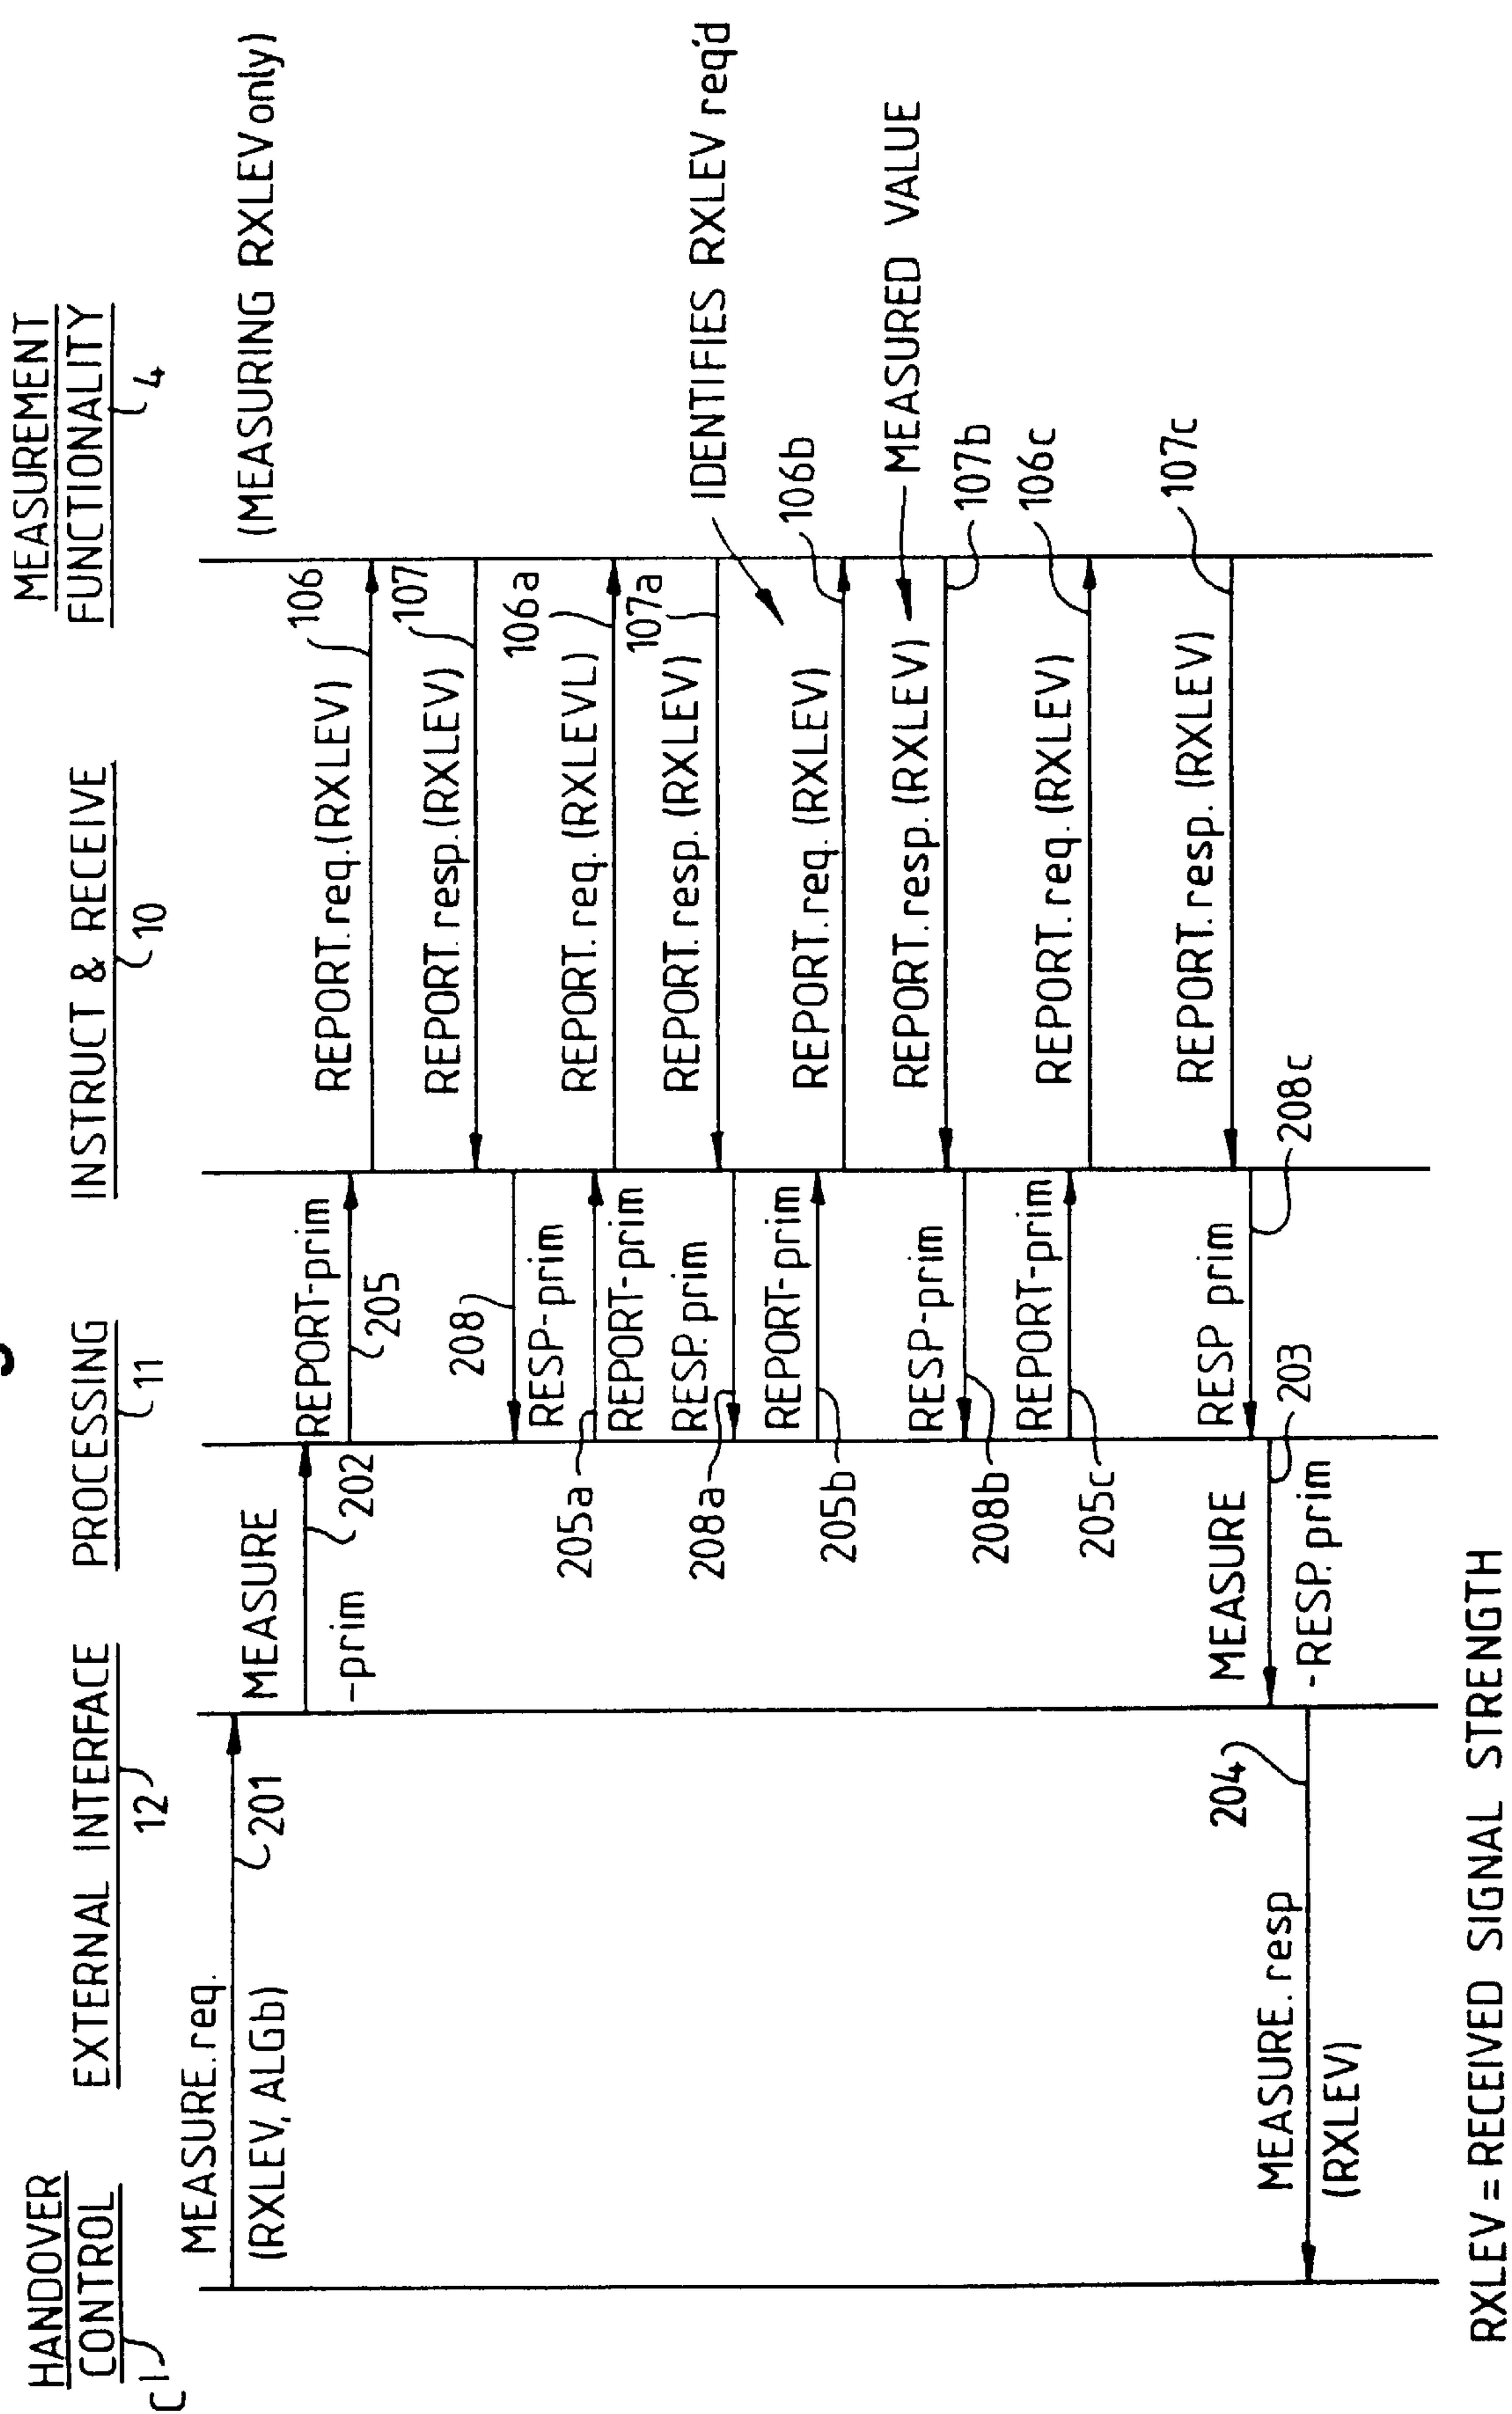 HANDOVER
CONTROL
C1
EXTERNAL INTERFACE
12
PROCESSING
11
INSTRUCT & RECEIVE
10
MEASUREMENT
FUNCTIONALITY
4
(MEASURING RXLEV only)
MEASURE.req.
(RXLEV, ALGb)
201
MEASURE
-prim
202
REPORT-prim
205
REPORT.req.(RXLEV)
106
REPORT.resp.(RXLEV)
107
208
RESP-prim
205a
REPORT-prim
REPORT.req. (RXLEVL)
106a
REPORT.resp. (RXLEV)
107a
RESP.prim
208a
IDENTIFIES RXLEV req'd
REPORT-prim
205b
REPORT.req. (RXLEV)
106b
REPORT.resp. (RXLEV)
MEASURED VALUE
107b
RESP-prim
208b
REPORT-prim
205c
REPORT.req. (RXLEV)
106c
REPORT.resp. (RXLEV)
107c
RESP prim
208c
MEASURE
-RESP.prim
203
204
MEASURE.resp
(RXLEV)
RXLEV = RECEIVED SIGNAL STRENGTH